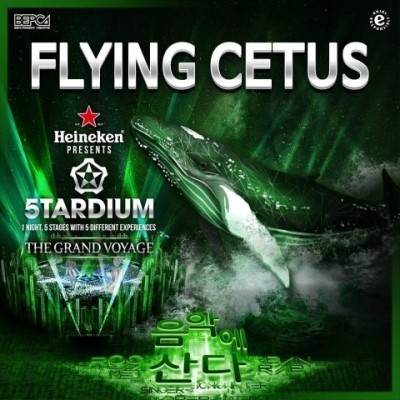 BEPCA
FLYING CETUS
Heineken
PRESENTS
5TARDIUM
1 NIGHT, 5 STAGES WITH 5 DIFFERENT EXPERIENCES
THE GRAND VOYAGE
음악에
산다